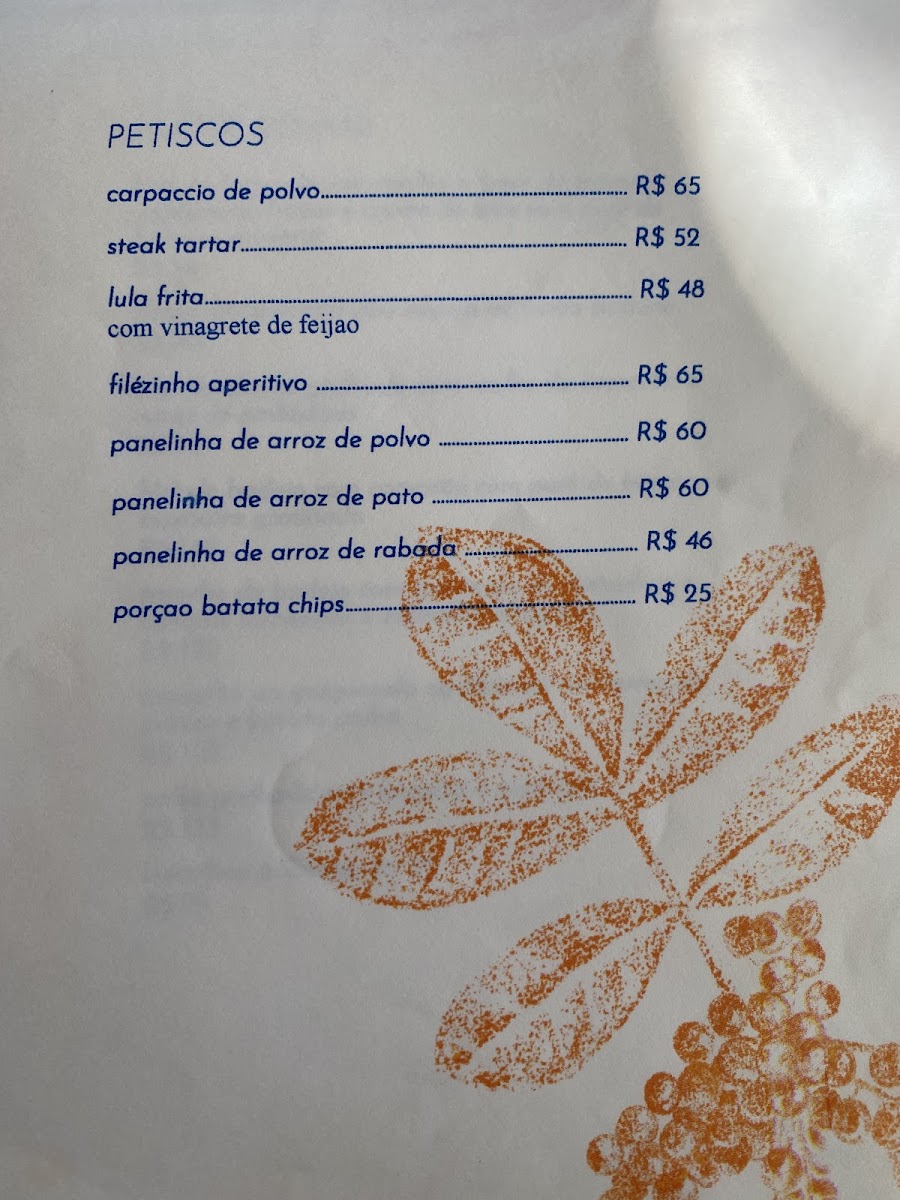 PETISCOS
carpaccio de polvo........................................................ R$ 65
steak tartar........................................................................ R$ 52
lula frita............................................................................... R$ 48
com vinagrete de feijao
filézinho aperitivo ........................................................ R$ 65
panelinha de arroz de polvo ................................. R$ 60
panelinha de arroz de pato ................................... R$ 60
panelinha de arroz de rabada .............................. R$ 46
porçao batata chips.................................................... R$ 25